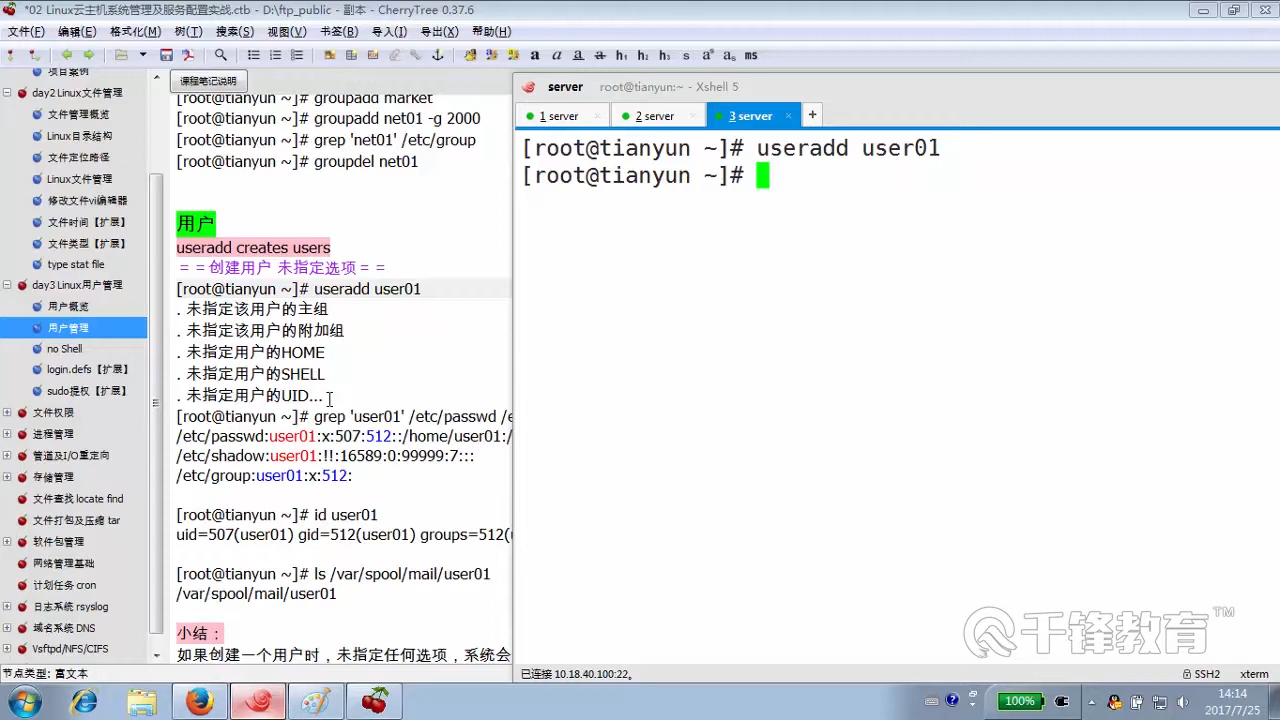 *02 Linux云主机系统管理及服务配置实战.ctb - D:\ftp_public - 副本 - CherryTree 0.37.6
文件(F) 编辑(E) 格式化(M) 树(T) 搜索(S) 视图(V) 书签(B) 导入(I) 导出(X) 帮助(H)
a a a a h₁ h₂ h₃ s aˢ aₛ ms
项目案例
day2 Linux文件管理
文件管理概览
Linux目录结构
文件定位路径
Linux文件管理
修改文件vi编辑器
文件时间【扩展】
文件类型【扩展】
type stat file
day3 Linux用户管理
用户概览
用户管理
no Shell
login.defs【扩展】
sudo提权【扩展】
文件权限
进程管理
管道及I/O重定向
存储管理
文件查找 locate find
文件打包及压缩 tar
软件包管理
网络管理基础
计划任务 cron
日志系统 rsyslog
域名系统 DNS
Vsftpd/NFS/CIFS
节点类型: 富文本
课程笔记说明
[root@tianyun ~]# groupadd market
[root@tianyun ~]# groupadd net01 -g 2000
[root@tianyun ~]# grep 'net01' /etc/group
[root@tianyun ~]# groupdel net01
用户
useradd creates users
= =创建用户 未指定选项= =
[root@tianyun ~]# useradd user01
. 未指定该用户的主组
. 未指定该用户的附加组
. 未指定用户的HOME
. 未指定用户的SHELL
. 未指定用户的UID...
[root@tianyun ~]# grep 'user01' /etc/passwd /e
/etc/passwd:user01:x:507:512::/home/user01:/
/etc/shadow:user01:!!:16589:0:99999:7:::
/etc/group:user01:x:512:
[root@tianyun ~]# id user01
uid=507(user01) gid=512(user01) groups=512(
[root@tianyun ~]# ls /var/spool/mail/user01
/var/spool/mail/user01
小结：
如果创建一个用户时，未指定任何选项，系统会
server root@tianyun:~ - Xshell 5
1 server 2 server 3 server +
[root@tianyun ~]# useradd user01
[root@tianyun ~]#
千锋教育™
已连接 10.18.40.100:22。 SSH2 xterm
100% 14:14
2017/7/25